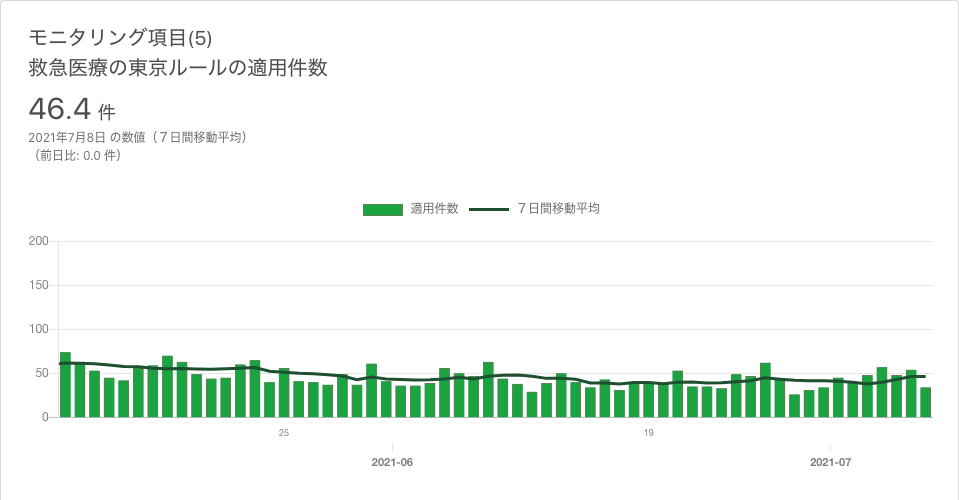 モニタリング項目(5)
救急医療の東京ルールの適用件数
46.4 件
2021年7月8日 の数値（７日間移動平均）
（前日比: 0.0 件）
適用件数 ７日間移動平均
200
150
100
50
0
25 19
2021-06 2021-07